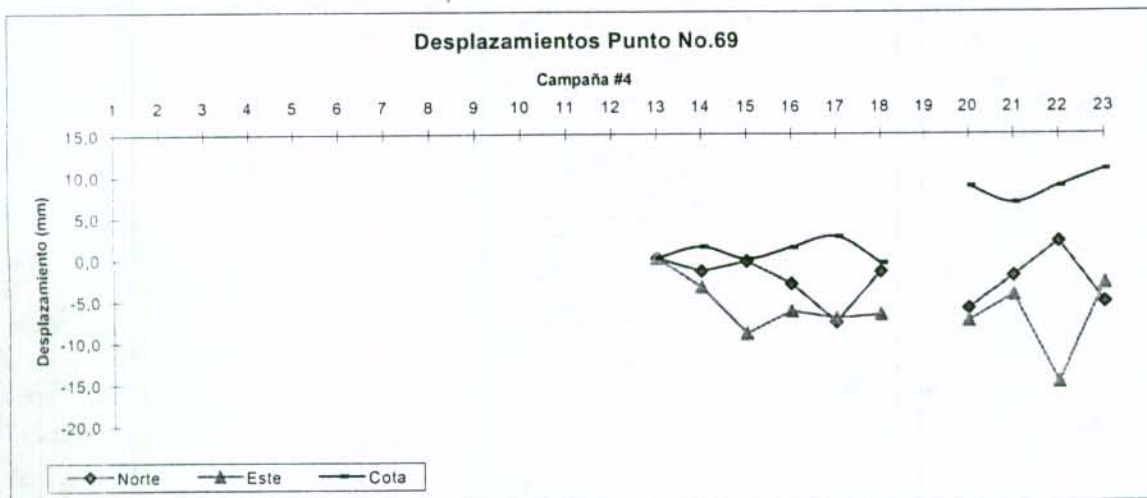 Desplazamientos Punto No.69
Campaña #4
1 2 3 4 5 6 7 8 9 10 11 12 13 14 15 16 17 18 19 20 21 22 23
15,0
10,0
5,0
0,0
-5,0
-10,0
-15,0
-20,0
Desplazamiento (mm)
Norte Este Cota